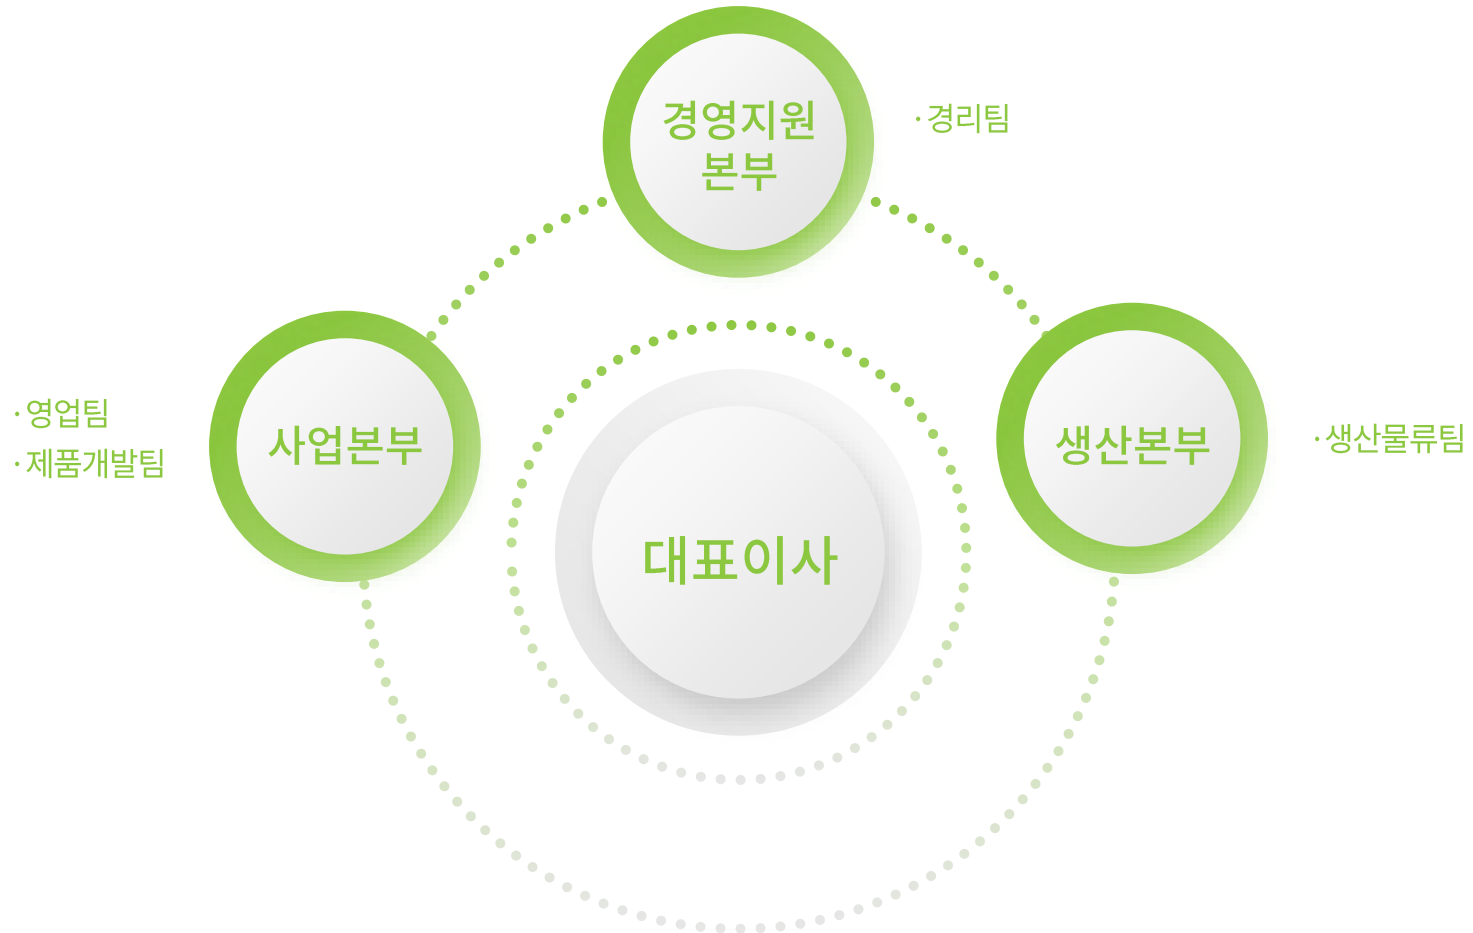 경영지원
본부
· 경리팀
사업본부
· 영업팀
· 제품개발팀
생산본부
· 생산물류팀
대표이사